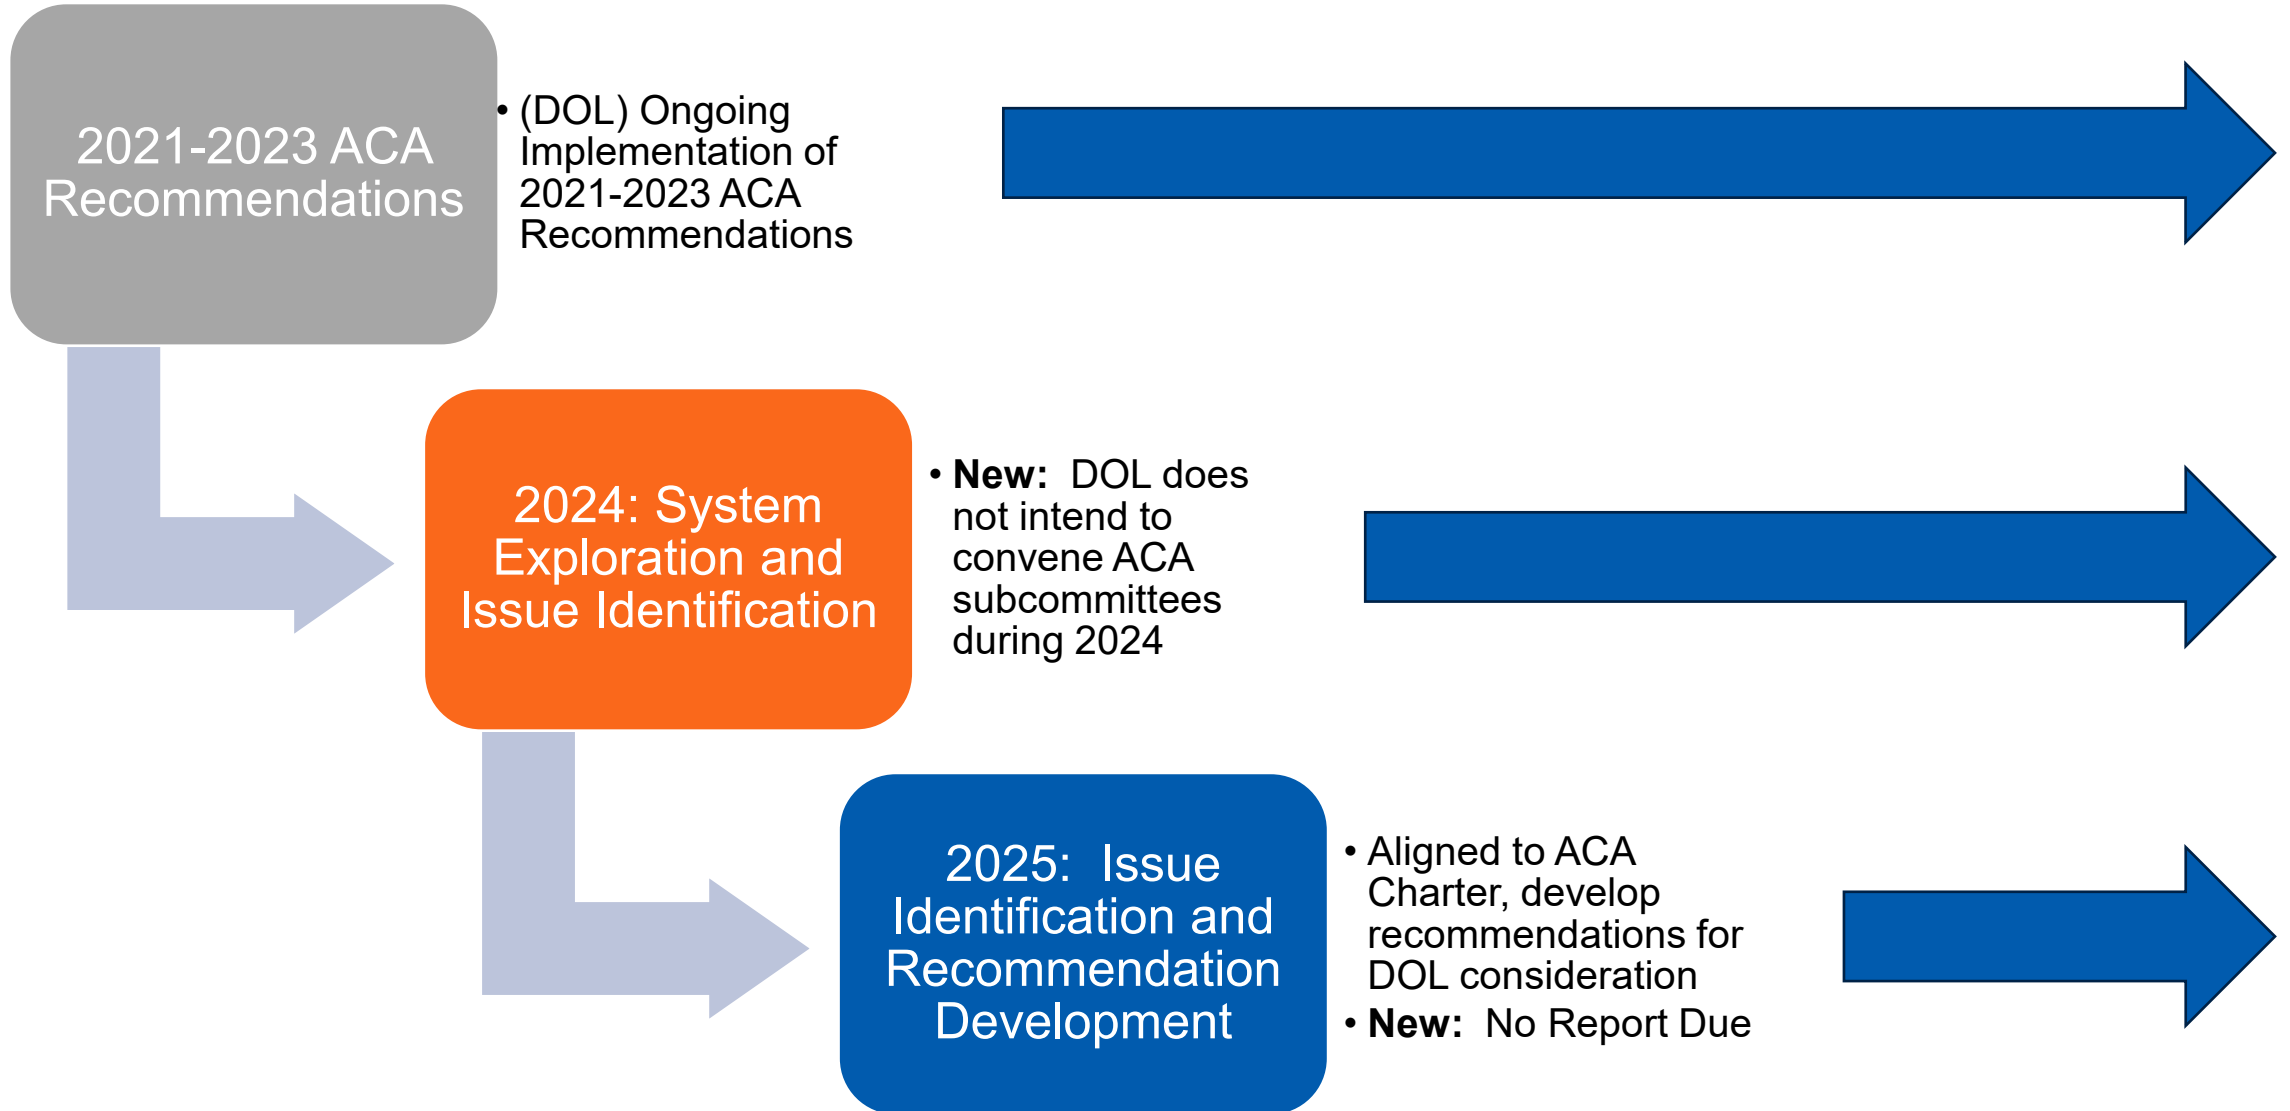 2021-2023 ACA
Recommendations
• (DOL) Ongoing
Implementation of
2021-2023 ACA
Recommendations
2024: System
Exploration and
Issue Identification
• New:  DOL does
not intend to
convene ACA
subcommittees
during 2024
2025:  Issue
Identification and
Recommendation
Development
• Aligned to ACA
Charter, develop
recommendations for
DOL consideration
• New:  No Report Due